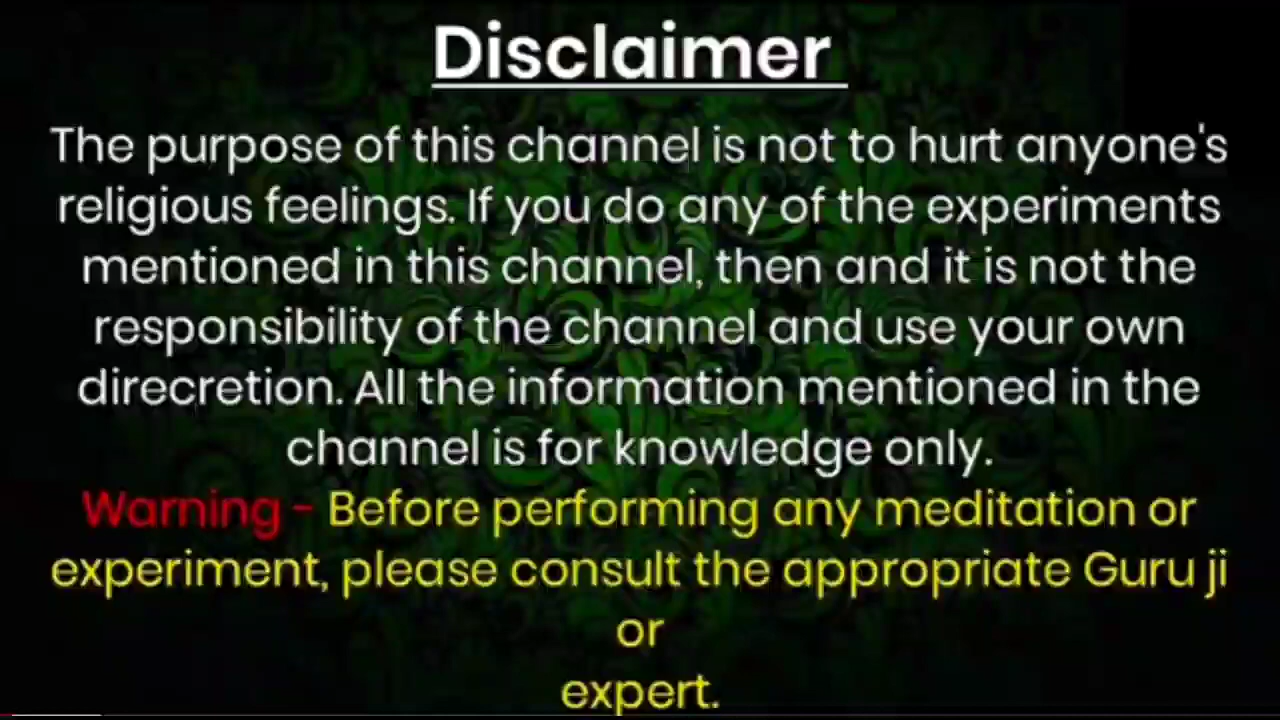 Disclaimer
The purpose of this channel is not to hurt anyone's
religious feelings. If you do any of the experiments
mentioned in this channel, then and it is not the
responsibility of the channel and use your own
direcretion. All the information mentioned in the
channel is for knowledge only.
Warning - Before performing any meditation or
experiment, please consult the appropriate Guru ji
or
expert.